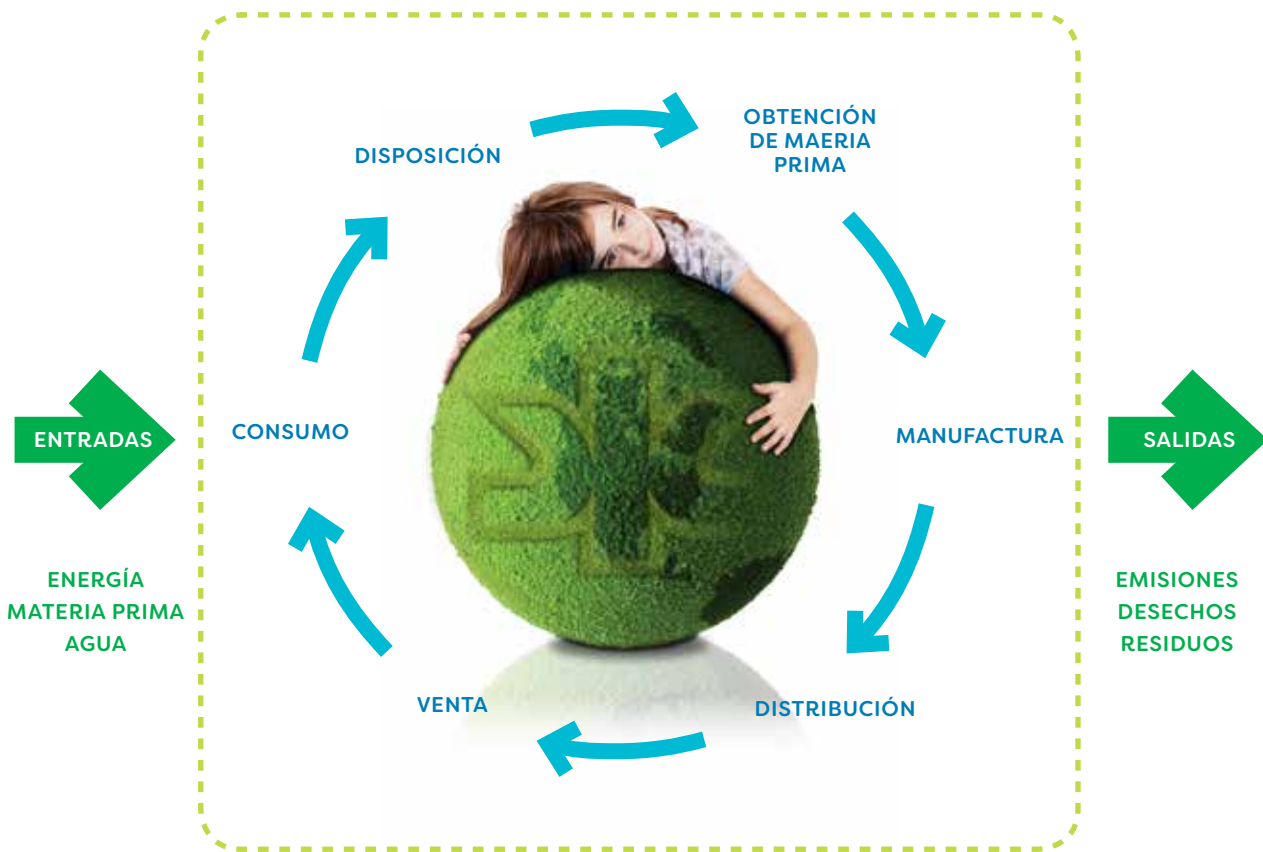 OBTENCIÓN
DE MAERIA
PRIMA
DISPOSICIÓN
ENTRADAS
CONSUMO
MANUFACTURA
SALIDAS
ENERGÍA
MATERIA PRIMA
AGUA
EMISIONES
DESECHOS
RESIDUOS
VENTA
DISTRIBUCIÓN